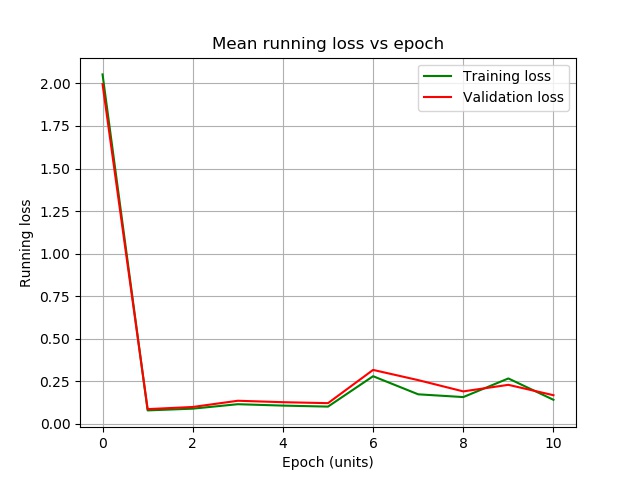 Mean running loss vs epoch
Training loss
Validation loss
2.00
1.75
1.50
1.25
1.00
0.75
0.50
0.25
0.00
Running loss
0 2 4 6 8 10
Epoch (units)